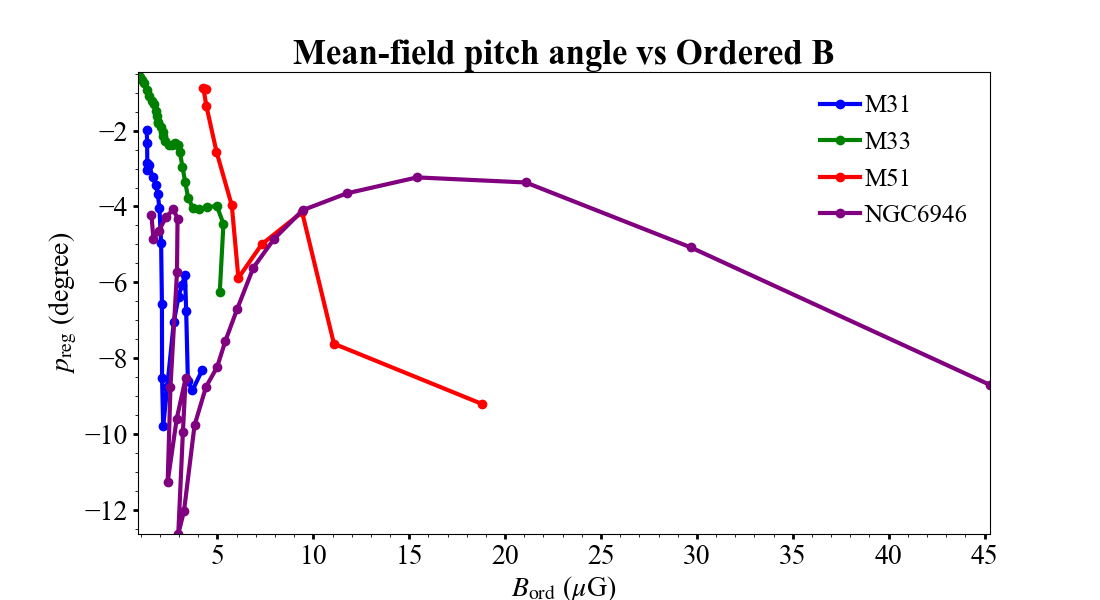 Mean-field pitch angle vs Ordered B
M31
M33
M51
NGC6946
p_reg (degree)
−2
−4
−6
−8
−10
−12
5 10 15 20 25 30 35 40 45
B_ord (μG)